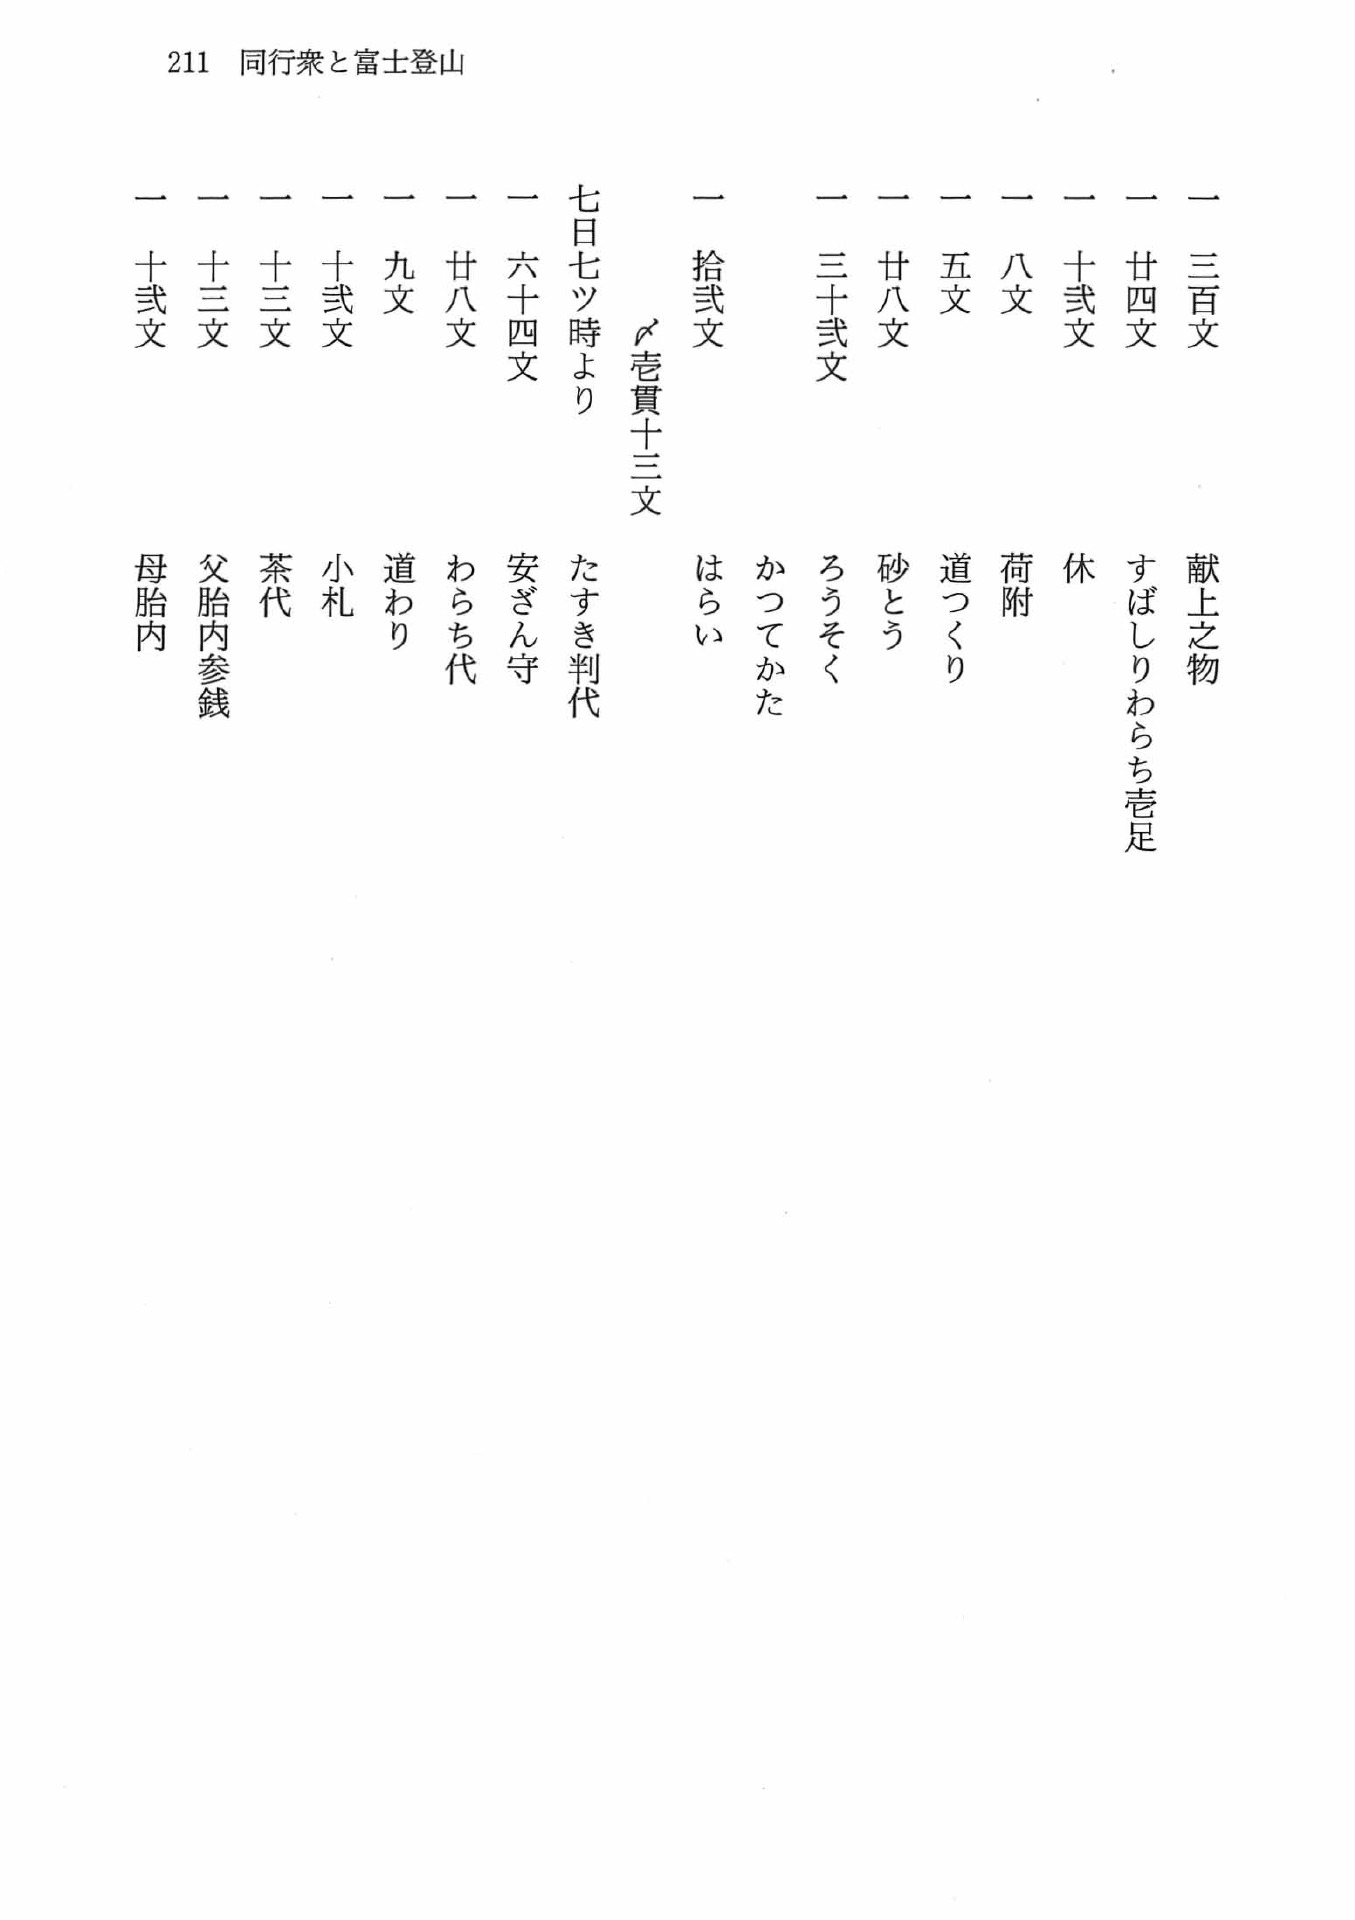 211 同行衆と富士登山
一 三百文 献上之物
一 廿四文 すばしりわらち壱足
一 十弐文 休
一 八文 荷附
一 五文 道つくり
一 廿八文 砂とう
一 三十弐文 ろうそく
かつてかた
一 拾弐文 はらい
〆壱貫十三文
七日七ツ時より たすき判代
一 六十四文 安ざん守
一 廿八文 わらち代
一 九文 道わり
一 十弐文 小札
一 十三文 茶代
一 十三文 父胎内参銭
一 十弐文 母胎内